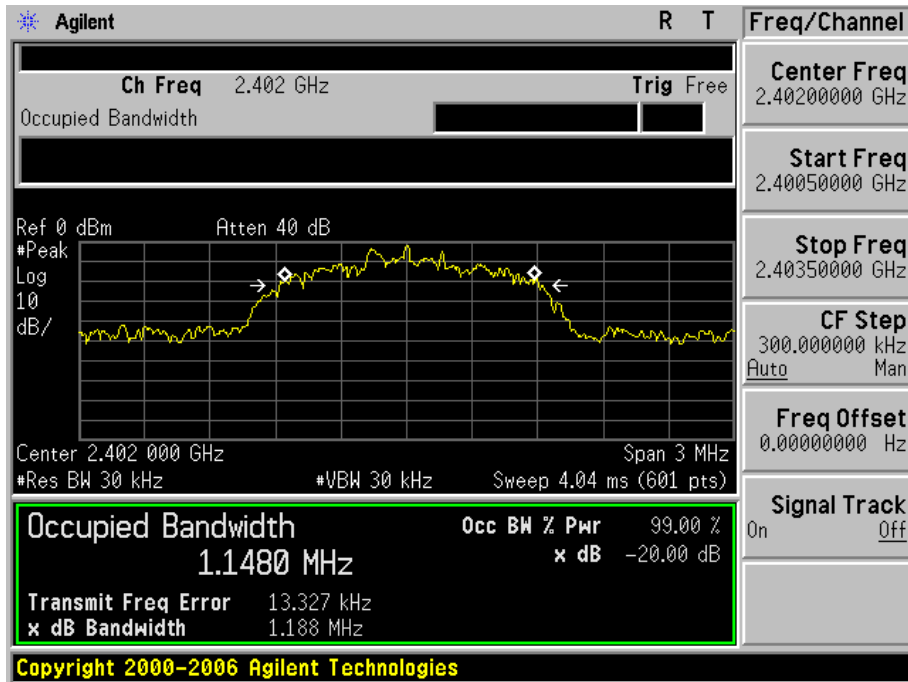 Agilent R T
Freq/Channel
Ch Freq 2.402 GHz Trig Free
Occupied Bandwidth
Center Freq
2.40200000 GHz
Start Freq
2.40050000 GHz
Stop Freq
2.40350000 GHz
CF Step
300.000000 kHz
Auto Man
Freq Offset
0.00000000 Hz
Signal Track
On Off
Ref 0 dBm Atten 40 dB
#Peak
Log
10
dB/
Center 2.402 000 GHz Span 3 MHz
#Res BW 30 kHz #VBW 30 kHz Sweep 4.04 ms (601 pts)
Occupied Bandwidth
1.1480 MHz
Occ BW % Pwr 99.00 %
x dB -20.00 dB
Transmit Freq Error 13.327 kHz
x dB Bandwidth 1.188 MHz
Copyright 2000-2006 Agilent Technologies